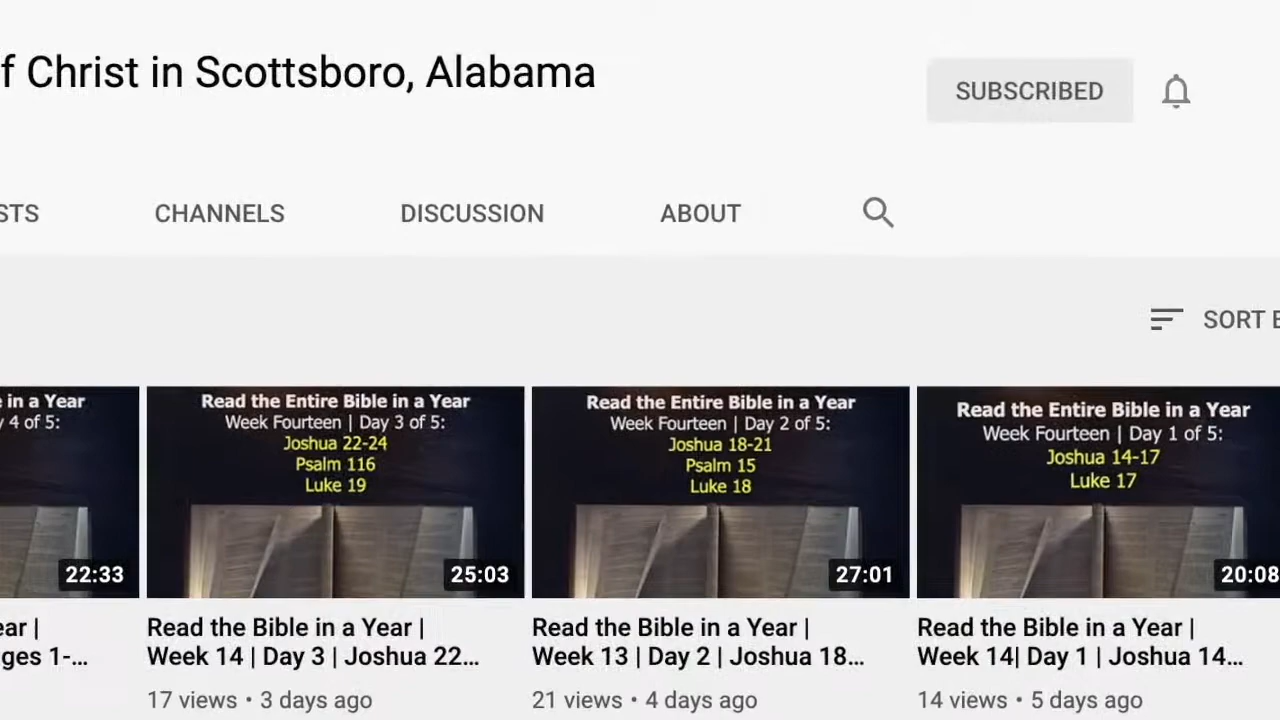 f Christ in Scottsboro, Alabama
SUBSCRIBED
STS CHANNELS DISCUSSION ABOUT
SORT
in a Year
4 of 5:
22:33
ear |
ges 1-...
Read the Entire Bible in a Year
Week Fourteen | Day 3 of 5:
Joshua 22-24
Psalm 116
Luke 19
25:03
Read the Bible in a Year |
Week 14 | Day 3 | Joshua 22...
17 views • 3 days ago
Read the Entire Bible in a Year
Week Fourteen | Day 2 of 5:
Joshua 18-21
Psalm 15
Luke 18
27:01
Read the Bible in a Year |
Week 13 | Day 2 | Joshua 18...
21 views • 4 days ago
Read the Entire Bible in a Year
Week Fourteen | Day 1 of 5:
Joshua 14-17
Luke 17
20:08
Read the Bible in a Year |
Week 14| Day 1 | Joshua 14...
14 views • 5 days ago